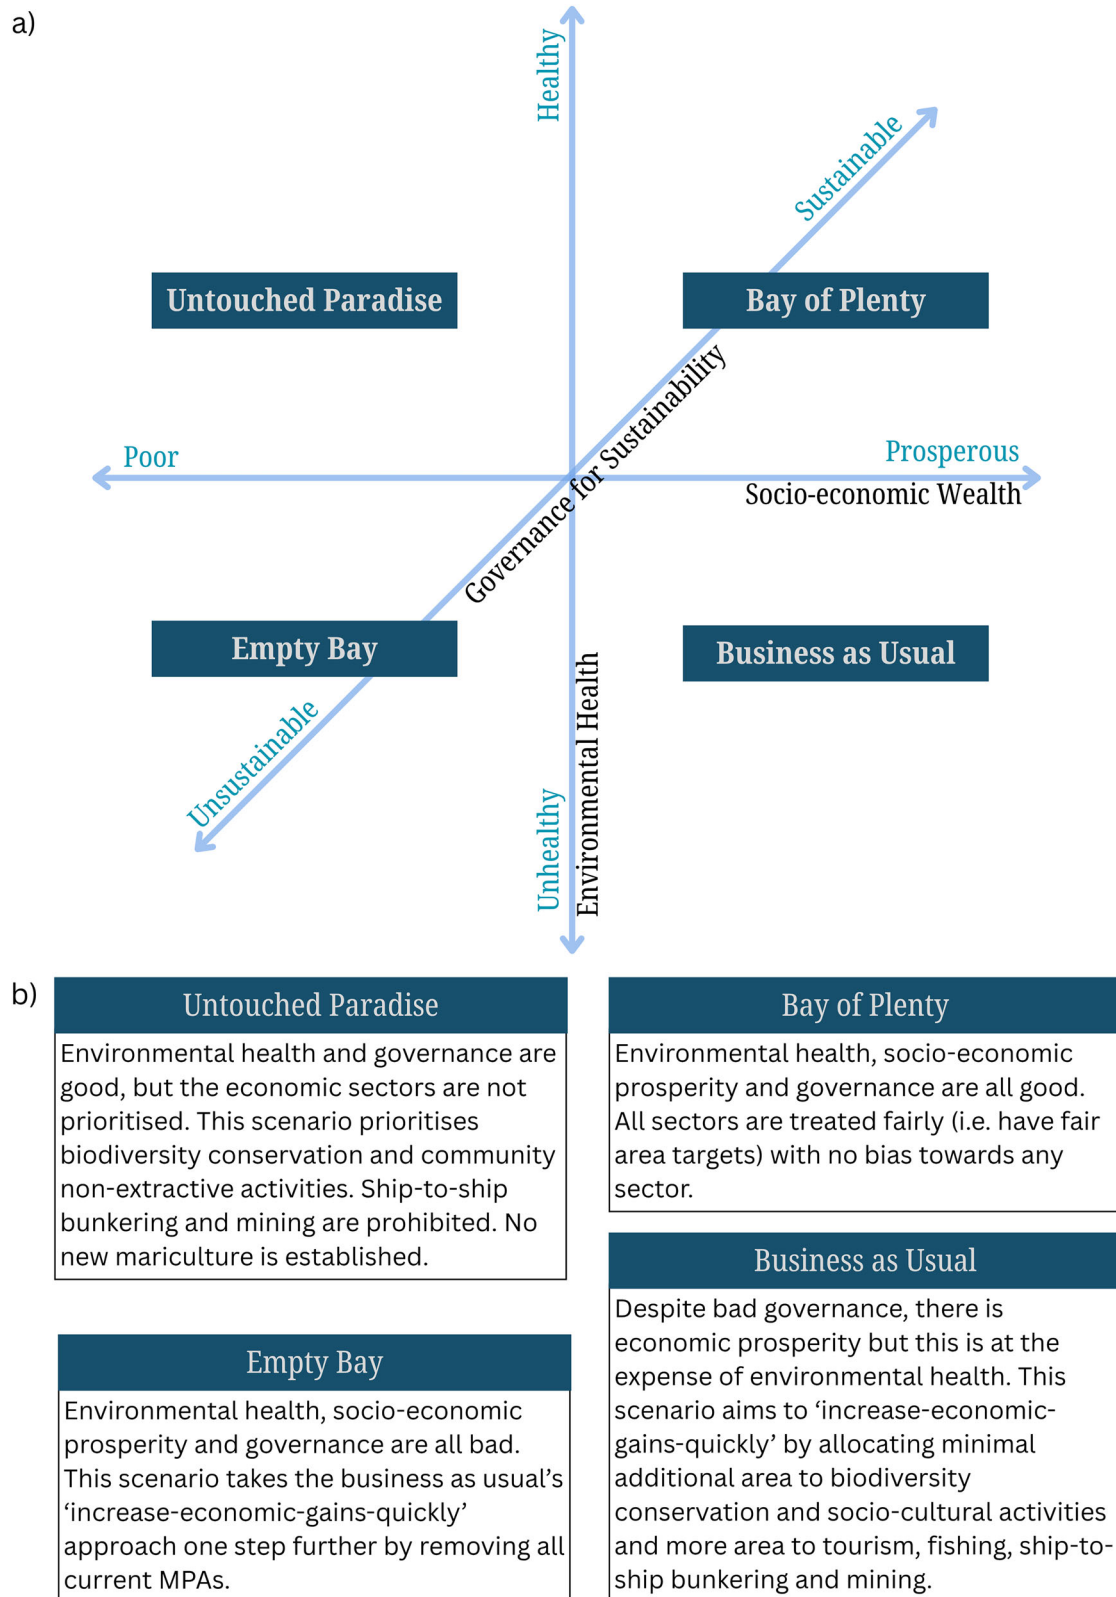 a)
Healthy
Sustainable
Untouched Paradise
Bay of Plenty
Governance for Sustainability
Poor
Prosperous
Socio-economic Wealth
Empty Bay
Business as Usual
Unsustainable
Unhealthy
Environmental Health
b)
Untouched Paradise
Environmental health and governance are
good, but the economic sectors are not
prioritised. This scenario prioritises
biodiversity conservation and community
non-extractive activities. Ship-to-ship
bunkering and mining are prohibited. No
new mariculture is established.
Bay of Plenty
Environmental health, socio-economic
prosperity and governance are all good.
All sectors are treated fairly (i.e. have fair
area targets) with no bias towards any
sector.
Empty Bay
Environmental health, socio-economic
prosperity and governance are all bad.
This scenario takes the business as usual’s
‘increase-economic-gains-quickly’
approach one step further by removing all
current MPAs.
Business as Usual
Despite bad governance, there is
economic prosperity but this is at the
expense of environmental health. This
scenario aims to ‘increase-economic-
gains-quickly’ by allocating minimal
additional area to biodiversity
conservation and socio-cultural activities
and more area to tourism, fishing, ship-to-
ship bunkering and mining.